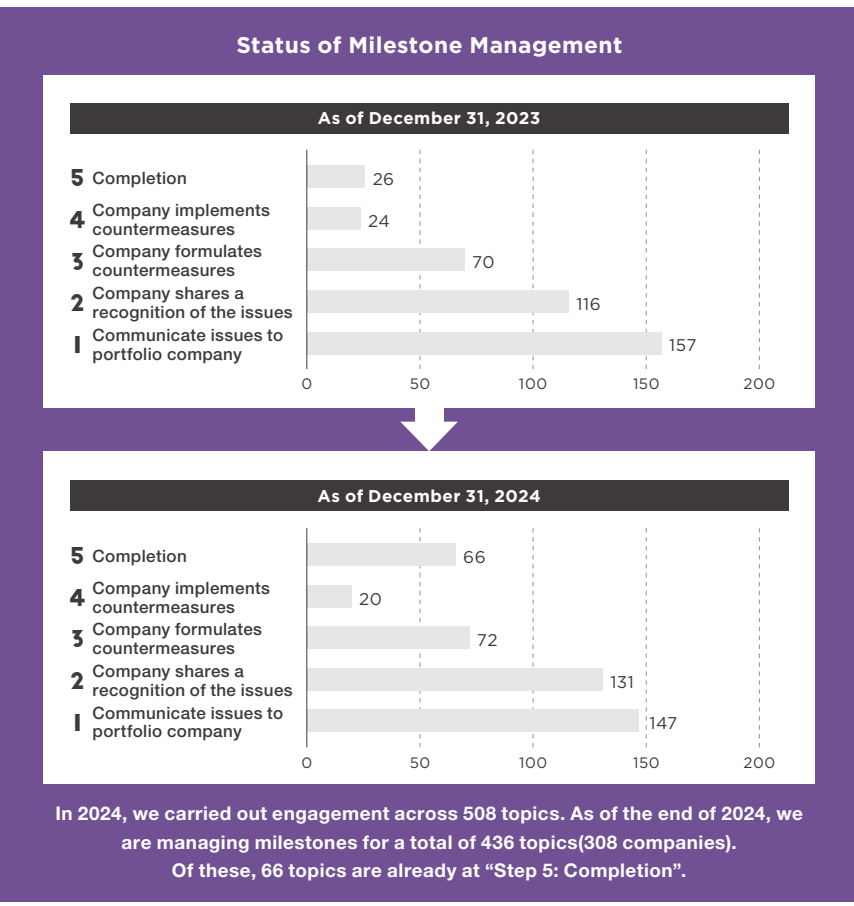 Status of Milestone Management
As of December 31, 2023
5 Completion 26
4 Company implements
countermeasures 24
3 Company formulates
countermeasures 70
2 Company shares a
recognition of the issues 116
1 Communicate issues to
portfolio company 157
0 50 100 150 200
As of December 31, 2024
5 Completion 66
4 Company implements
countermeasures 20
3 Company formulates
countermeasures 72
2 Company shares a
recognition of the issues 131
1 Communicate issues to
portfolio company 147
0 50 100 150 200
In 2024, we carried out engagement across 508 topics. As of the end of 2024, we
are managing milestones for a total of 436 topics(308 companies).
Of these, 66 topics are already at “Step 5: Completion”.